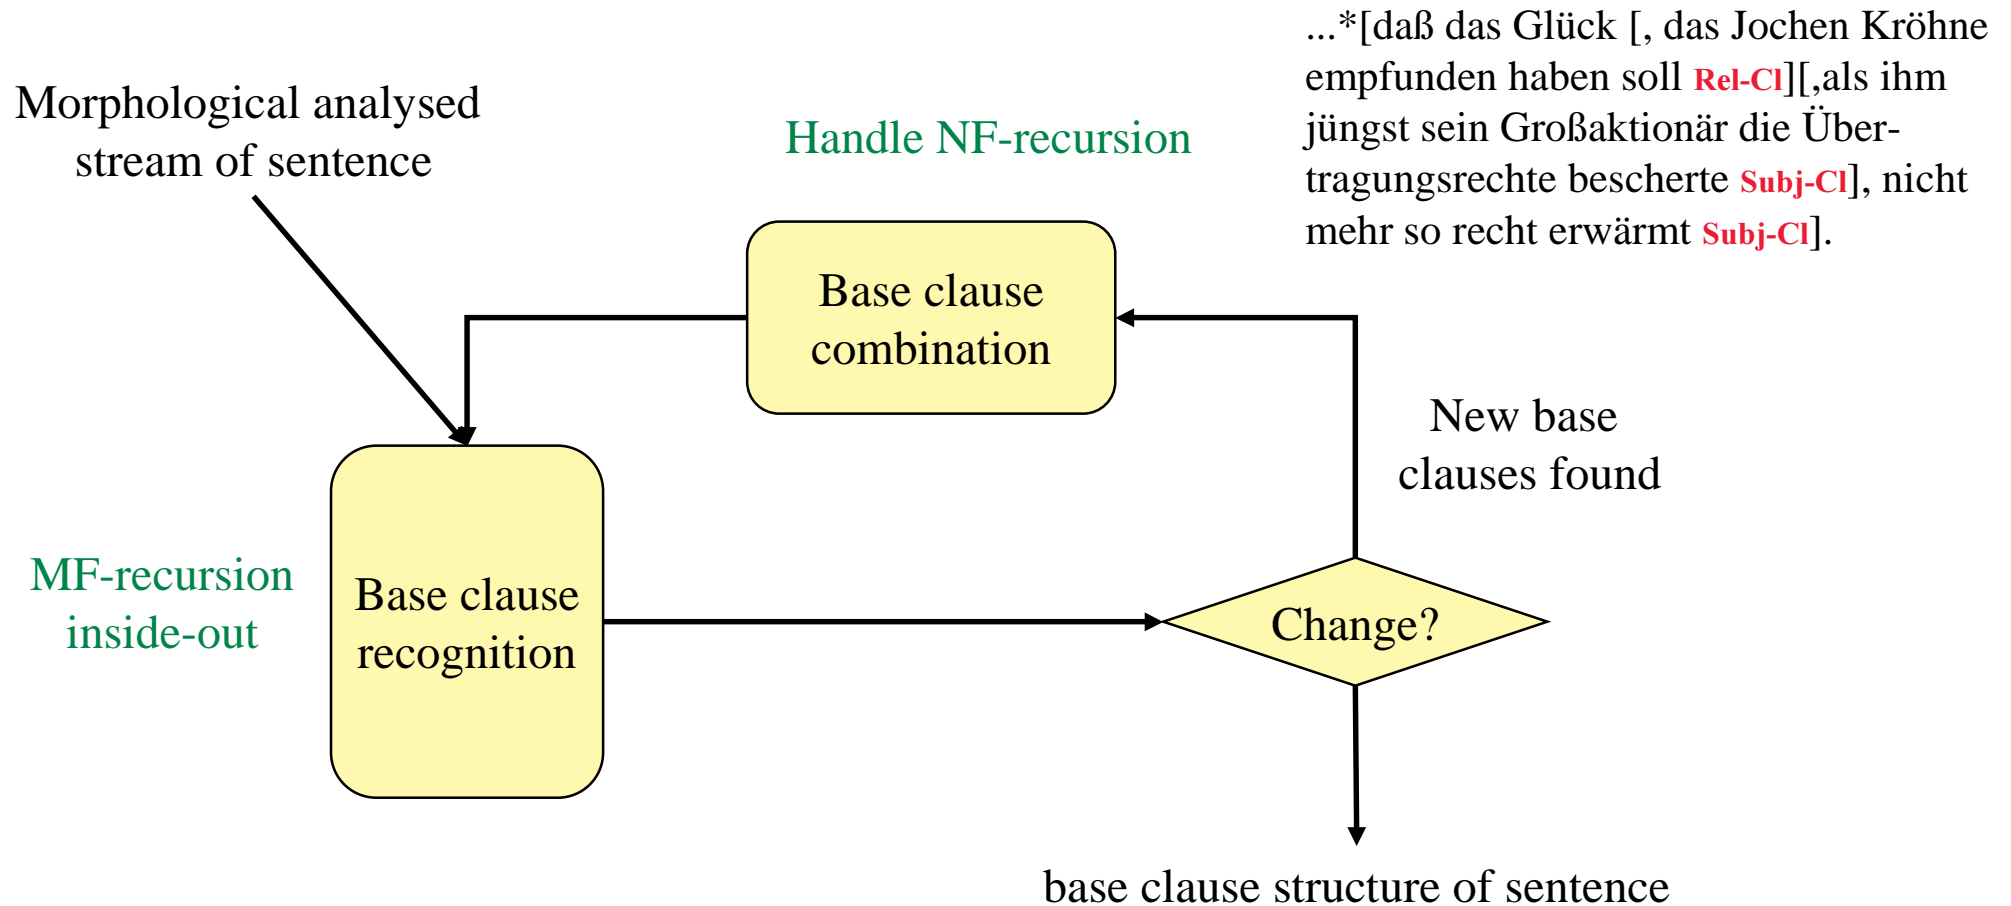 ...*[daß das Glück [, das Jochen Kröhne
empfunden haben soll Rel-Cl][,als ihm
jüngst sein Großaktionär die Über-
tragungsrechte bescherte Subj-Cl], nicht
mehr so recht erwärmt Subj-Cl].
Morphological analysed
stream of sentence
Handle NF-recursion
Base clause
combination
New base
clauses found
MF-recursion
inside-out
Base clause
recognition
Change?
base clause structure of sentence